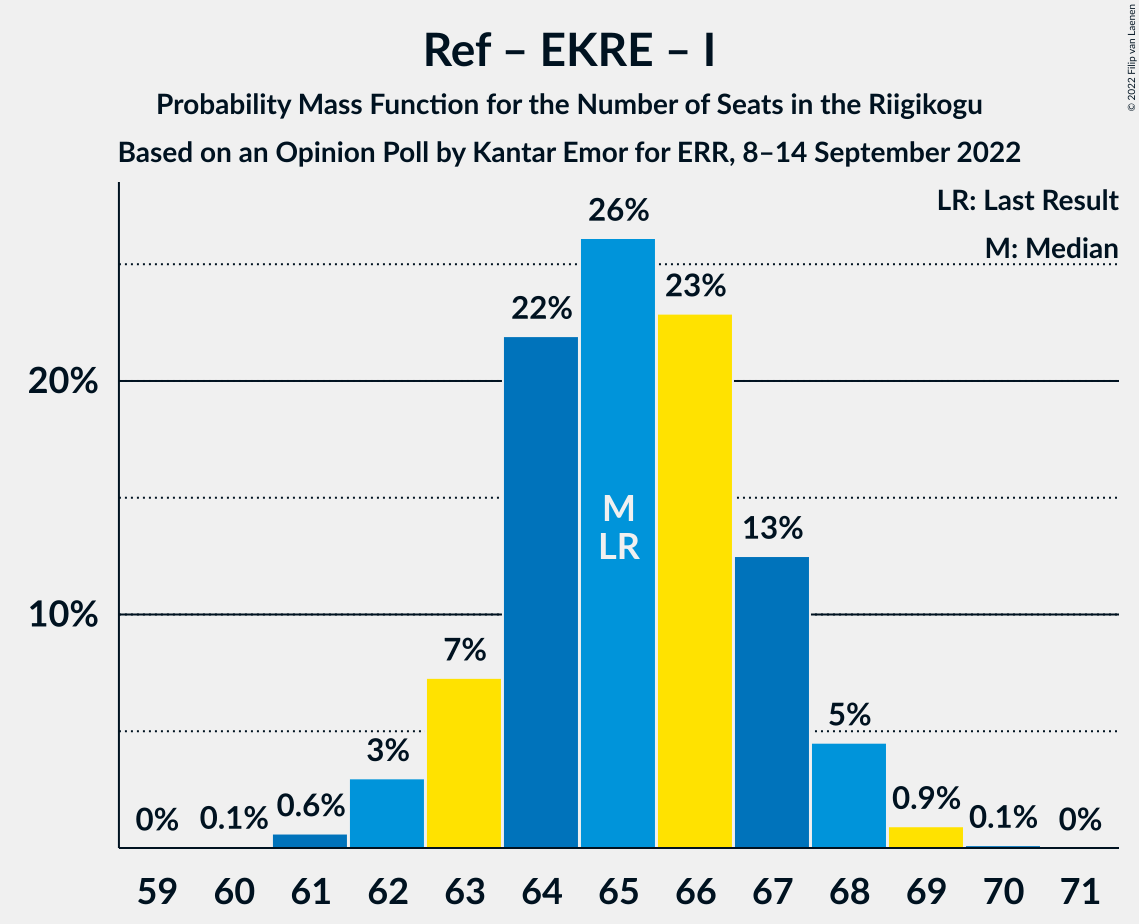 Ref – EKRE – I
Probability Mass Function for the Number of Seats in the Riigikogu
Based on an Opinion Poll by Kantar Emor for ERR, 8–14 September 2022
© 2022 Filip van Laenen
LR: Last Result
M: Median
26%
23%
22%
20%
M
LR
13%
10%
7%
5%
3%
0.9%
0.6%
0.1%
0.1%
0%
0%
59 60 61 62 63 64 65 66 67 68 69 70 71